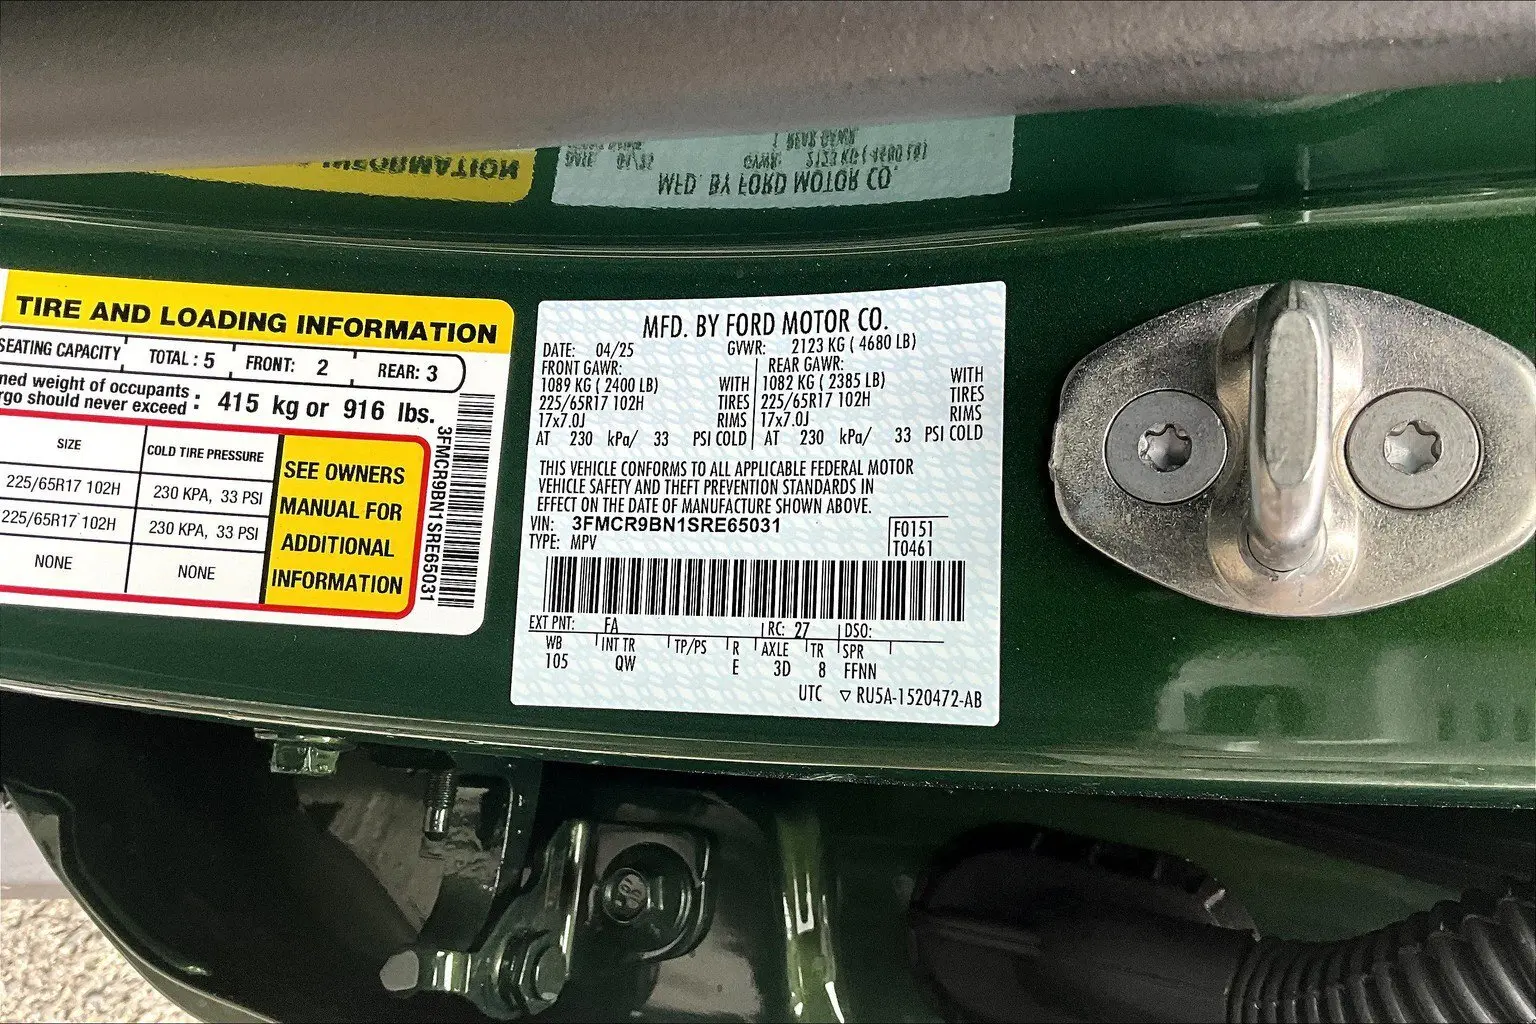 TIRE AND LOADING INFORMATION
SEATING CAPACITY TOTAL : 5 FRONT: 2 REAR: 3
of occupants
should never exceed : 415 kg or 916 lbs.
SIZE COLD TIRE PRESSURE
225/65R17 102H 230 KPA, 33 PSI
225/65R17 102H 230 KPA, 33 PSI
NONE NONE
SEE OWNERS
MANUAL FOR
ADDITIONAL
INFORMATION
3FMCR9BN1SRE65031
MFD. BY FORD MOTOR CO.
DATE: 04/25 GVWR: 2123 KG ( 4680 LB)
FRONT GAWR: REAR GAWR:
1089 KG ( 2400 LB) WITH 1082 KG ( 2385 LB) WITH
225/65R17 102H TIRES 225/65R17 102H TIRES
17x7.0J RIMS 17x7.0J RIMS
AT 230 kPa/ 33 PSI COLD AT 230 kPa/ 33 PSI COLD
THIS VEHICLE CONFORMS TO ALL APPLICABLE FEDERAL MOTOR
VEHICLE SAFETY AND THEFT PREVENTION STANDARDS IN
EFFECT ON THE DATE OF MANUFACTURE SHOWN ABOVE.
VIN: 3FMCR9BN1SRE65031 F0151
TYPE: MPV T0461
EXT PNT: FA RC: 27 DSO:
WB INT TR TP/PS R AXLE TR SPR
105 QW E 3D 8 FFNN
UTC ▽ RU5A-1520472-AB